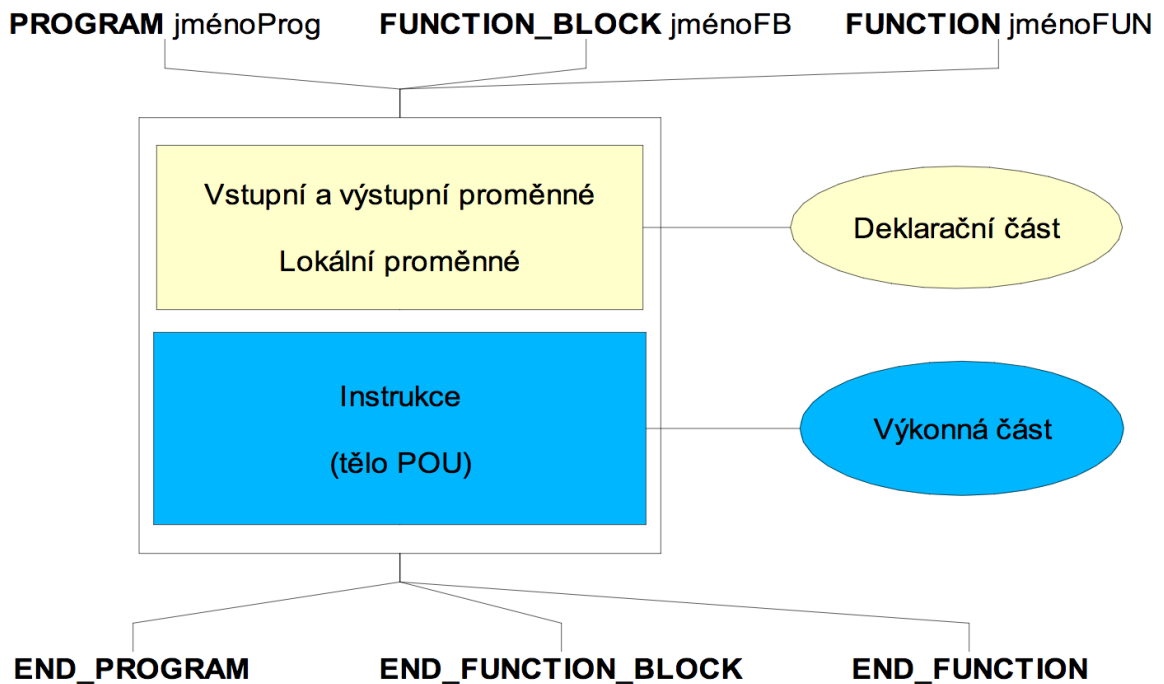 PROGRAM jménoProg FUNCTION_BLOCK jménoFB FUNCTION jménoFUN
Vstupní a výstupní proměnné
Lokální proměnné
Deklarační část
Instrukce
(tělo POU)
Výkonná část
END_PROGRAM END_FUNCTION_BLOCK END_FUNCTION